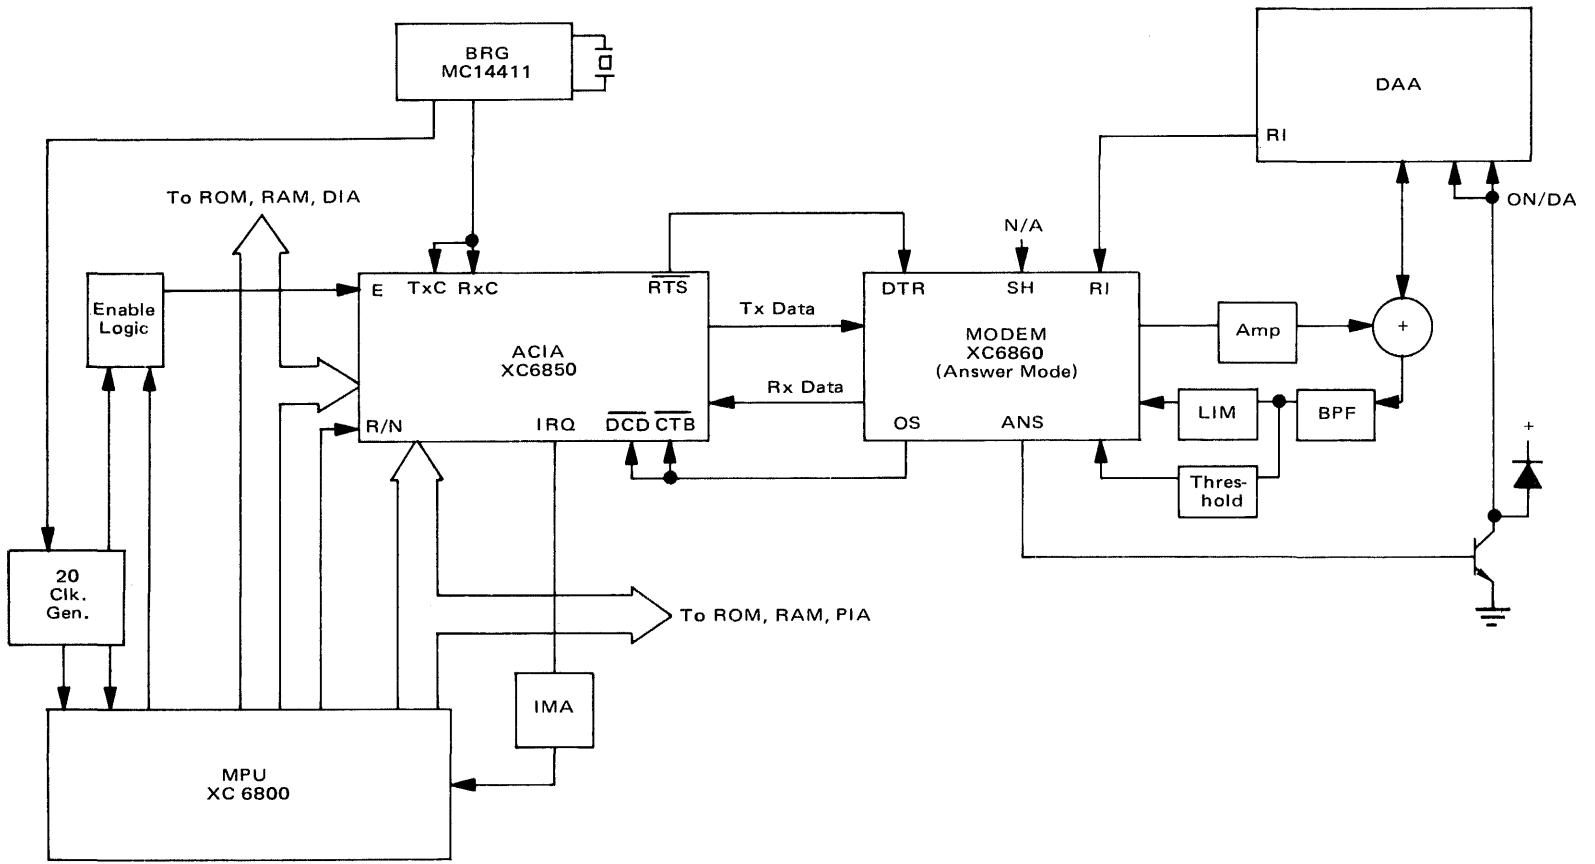 BRG
MC14411
DAA
RI
To ROM, RAM, DIA
ON/DA
N/A
E
TxC RxC
RTS
DTR
SH
RI
Enable
Logic
Tx Data
ACIA
XC6850
MODEM
XC6860
(Answer Mode)
Amp
+
Rx Data
R/N
IRQ
DCD CTB
OS
ANS
LIM
BPF
+
Thres-
hold
20
Clk.
Gen.
To ROM, RAM, PIA
IMA
MPU
XC 6800